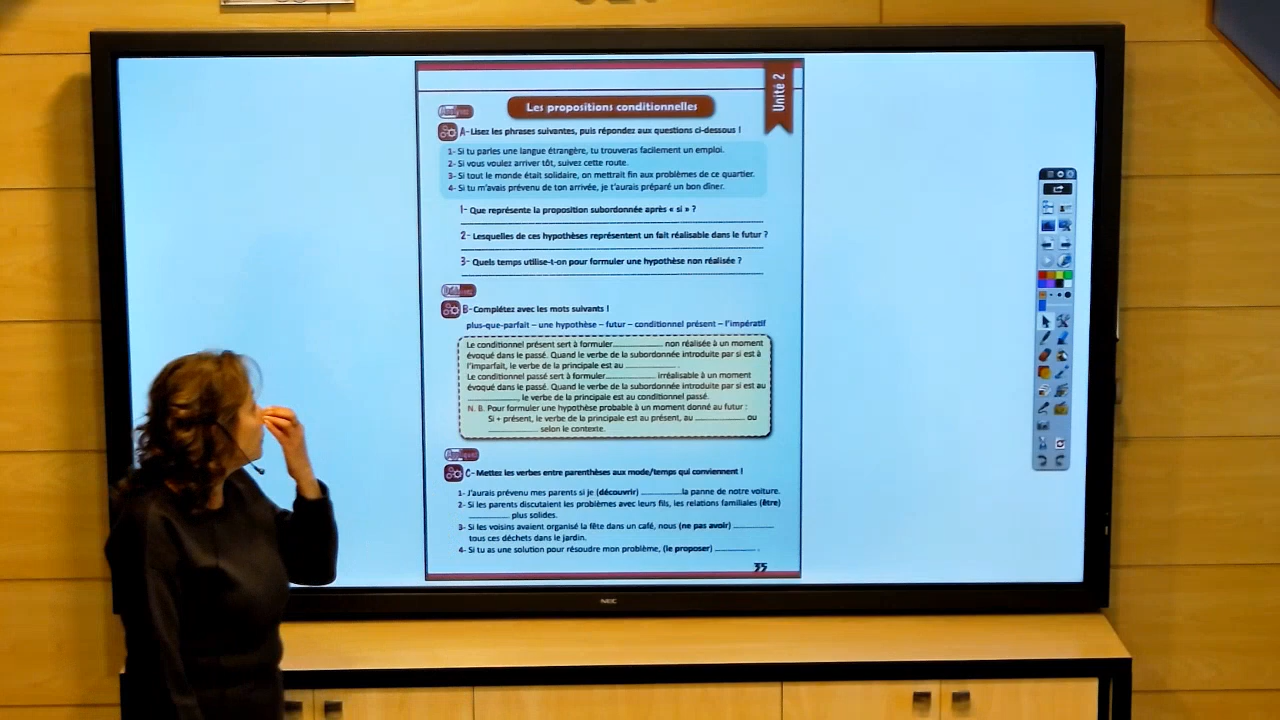 Unité 2
Les propositions conditionnelles
A- Lisez les phrases suivantes, puis répondez aux questions ci-dessous !
1- Si tu parles une langue étrangère, tu trouveras facilement un emploi.
2- Si vous voulez arriver tôt, suivez cette route.
3- Si tout le monde était solidaire, on mettrait fin aux problèmes de ce quartier.
4- Si tu m'avais prévenu de ton arrivée, je t'aurais préparé un bon dîner.
1- Que représente la proposition subordonnée après « si » ?
2- Lesquelles de ces hypothèses représentent un fait réalisable dans le futur ?
3- Quels temps utilise-t-on pour formuler une hypothèse non réalisée ?
B- Complétez avec les mots suivants !
plus-que-parfait – une hypothèse – futur – conditionnel présent – l'impératif
Le conditionnel présent sert à formuler__________ non réalisée à un moment
évoqué dans le passé. Quand le verbe de la subordonnée introduite par si est à
l'imparfait, le verbe de la principale est au __________ .
Le conditionnel passé sert à formuler__________ irréalisable à un moment
évoqué dans le passé. Quand le verbe de la subordonnée introduite par si est au
__________, le verbe de la principale est au conditionnel passé.
N. B. Pour formuler une hypothèse probable à un moment donné au futur :
Si + présent, le verbe de la principale est au présent, au __________ ou
__________ selon le contexte.
C- Mettez les verbes entre parenthèses aux mode/temps qui conviennent !
1- J'aurais prévenu mes parents si je (découvrir) ________la panne de notre voiture.
2- Si les parents discutaient les problèmes avec leurs fils, les relations familiales (être)
________ plus solides.
3- Si les voisins avaient organisé la fête dans un café, nous (ne pas avoir) ________
tous ces déchets dans le jardin.
4- Si tu as une solution pour résoudre mon problème, (le proposer) ________ .
35
NEC